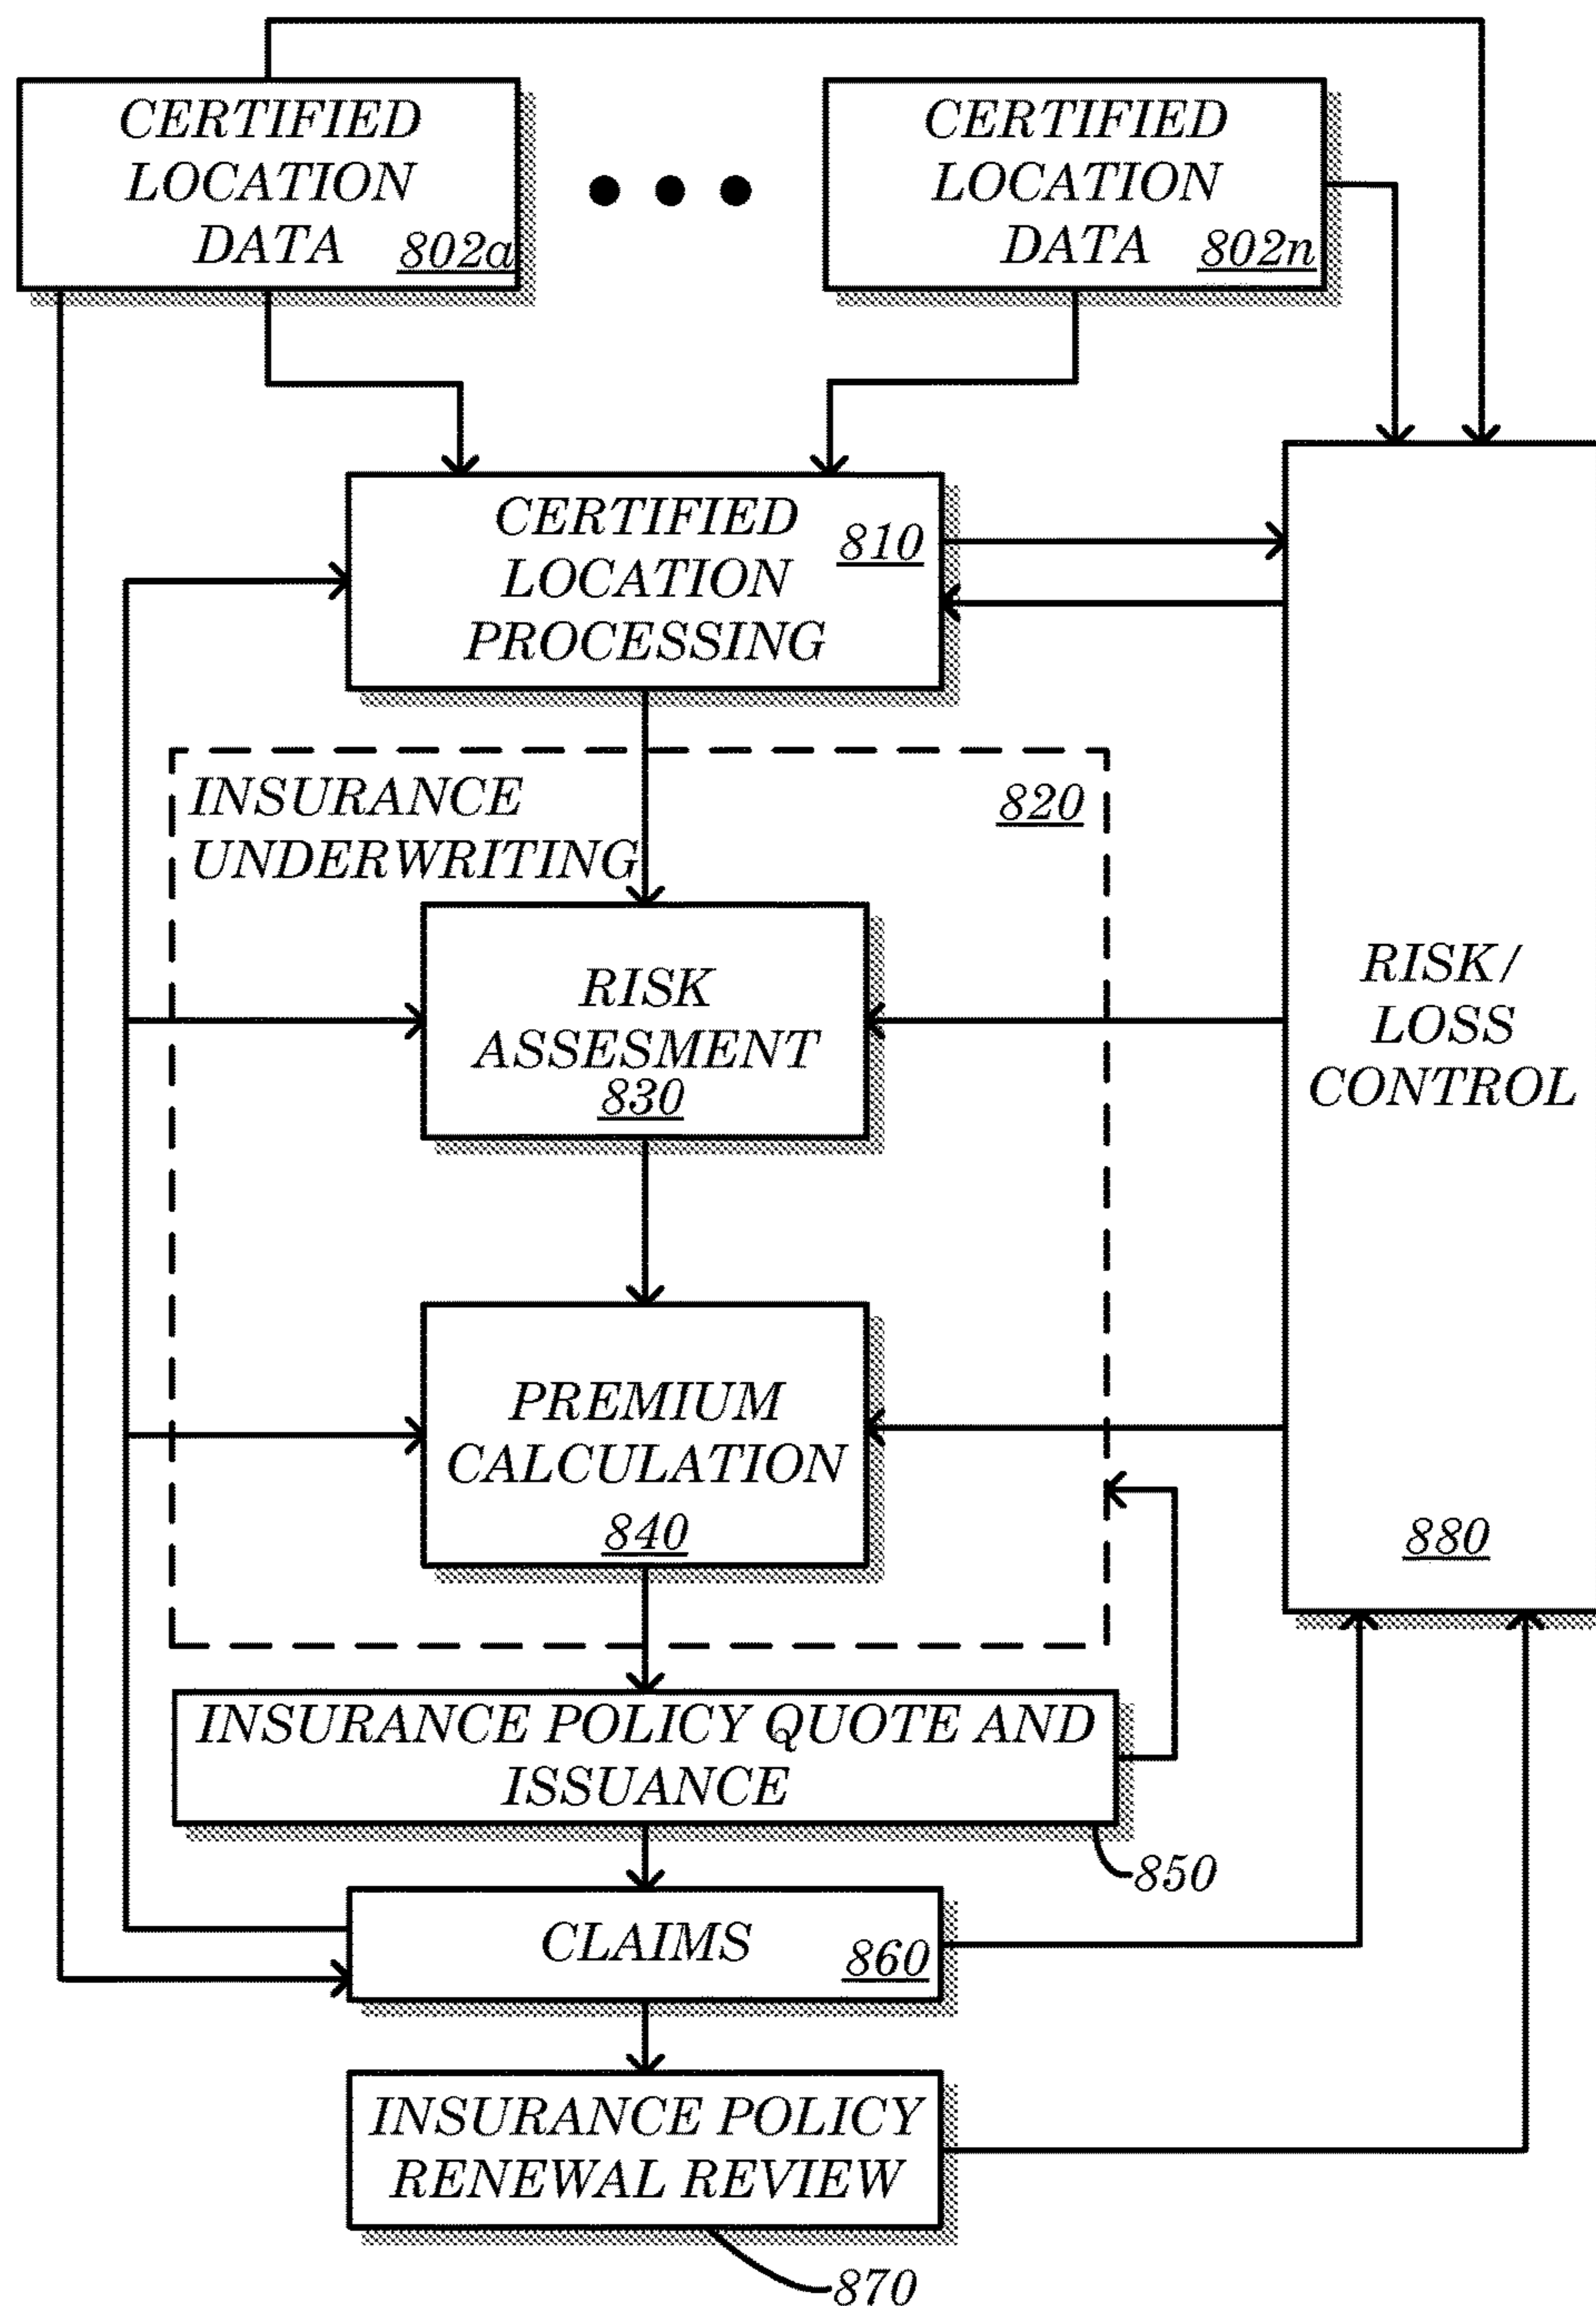 CERTIFIED
LOCATION
DATA
802a
CERTIFIED
LOCATION
DATA
802n
CERTIFIED
LOCATION
PROCESSING
810
INSURANCE
UNDERWRITING
820
RISK
ASSESMENT
830
RISK/
LOSS
CONTROL
880
PREMIUM
CALCULATION
840
INSURANCE POLICY QUOTE AND
ISSUANCE
850
CLAIMS
860
INSURANCE POLICY
RENEWAL REVIEW
870